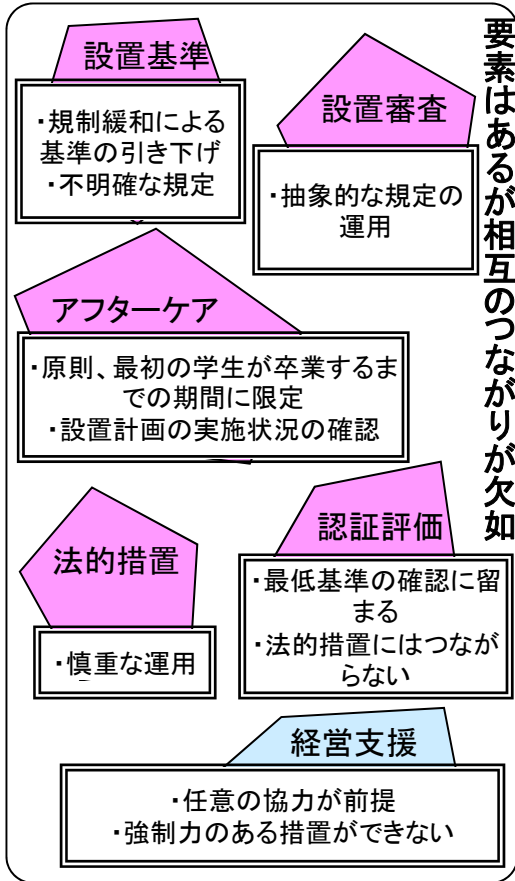 要素はあるが相互のつながりが欠如
設置基準
・規制緩和による
基準の引き下げ
・不明確な規定
設置審査
・抽象的な規定の
運用
アフターケア
・原則、最初の学生が卒業するま
での期間に限定
・設置計画の実施状況の確認
法的措置
・慎重な運用
認証評価
・最低基準の確認に留
まる
・法的措置にはつなが
らない
経営支援
・任意の協力が前提
・強制力のある措置ができない